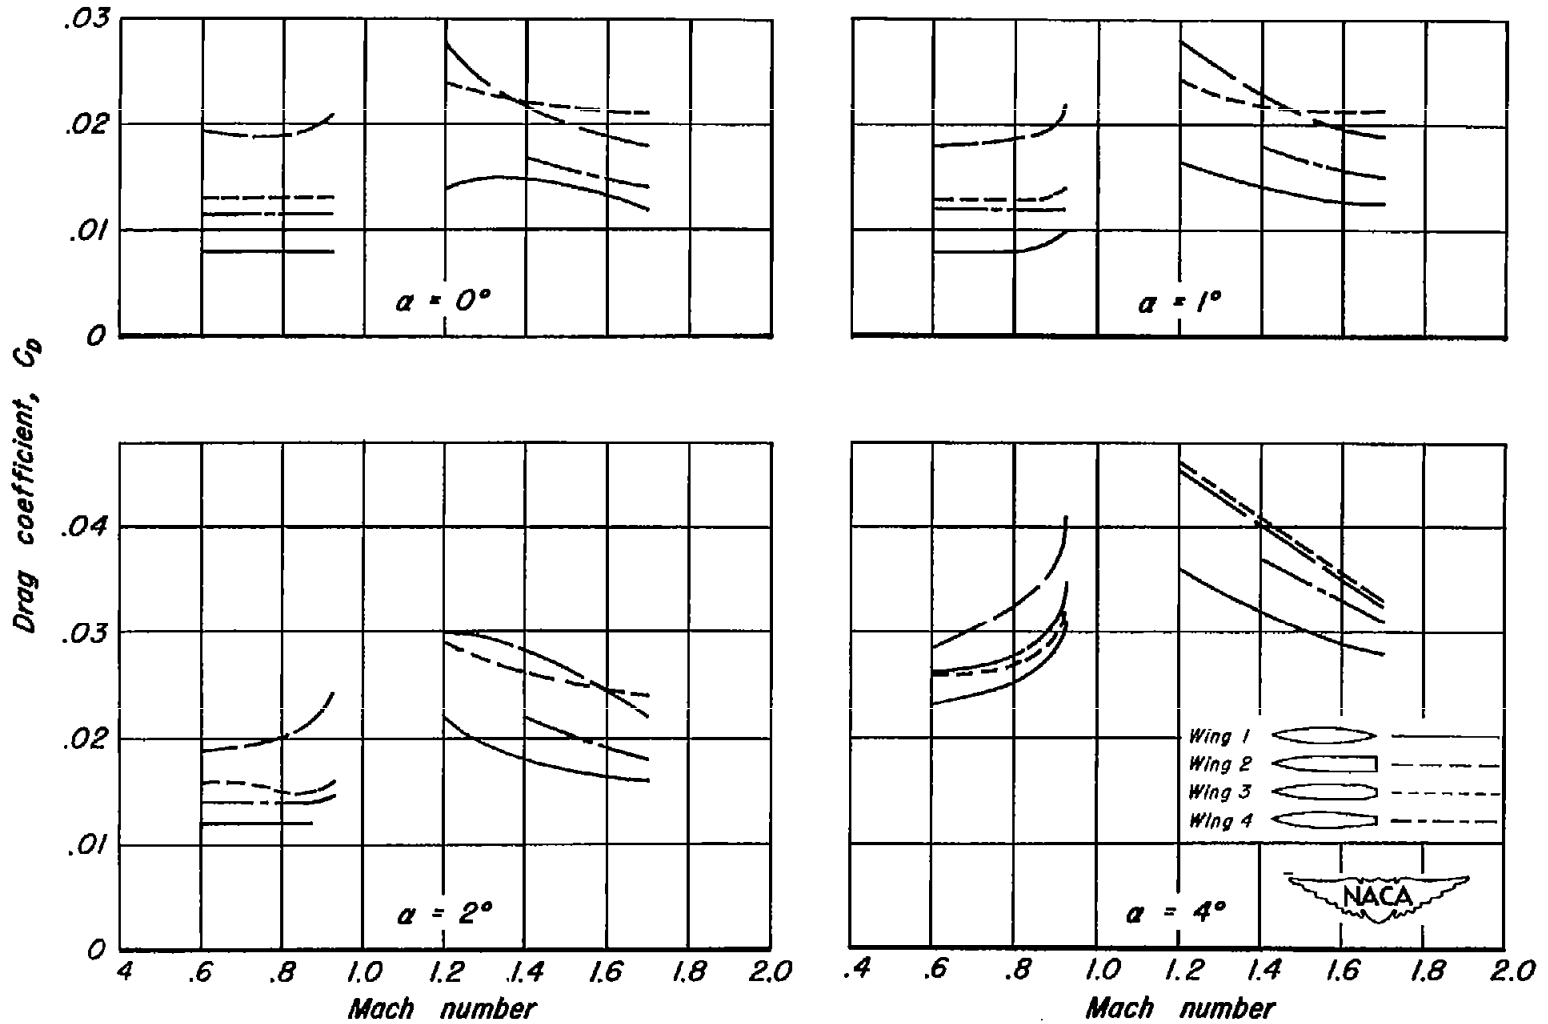 .03
.02
.01
0
α = 0°
α = 1°
Drag coefficient, C_D
.04
.03
.02
.01
0
α = 2°
α = 4°
Wing 1
Wing 2
Wing 3
Wing 4
NACA
.4 .6 .8 1.0 1.2 1.4 1.6 1.8 2.0
.4 .6 .8 1.0 1.2 1.4 1.6 1.8 2.0
Mach number
Mach number